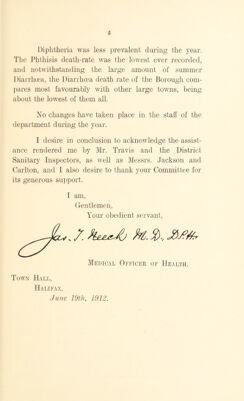 5
Diphtheria was less prevalent during the year.
The Phthisis death-rate was the lowest ever recorded,
and notwithstanding the large amount of summer
Diarrhœa, the Diarrhœa death rate of the Borough com-
pares most favourably with other large towns, being
about the lowest of them all.
No changes have taken place in the staff of the
department during the year.
I desire in conclusion to acknowledge the assist-
ance rendered me by Mr. Travis and the District
Sanitary Inspectors, as well as Messrs. Jackson and
Carlton, and I also desire to thank your Committee for
its generous support.
I am,
Gentlemen,
Your obedient servant,
Jas. T. Neech M.D., D.P.H.
Medical Officer of Health.
Town Hall,
Halifax,
June 19th, 1912.